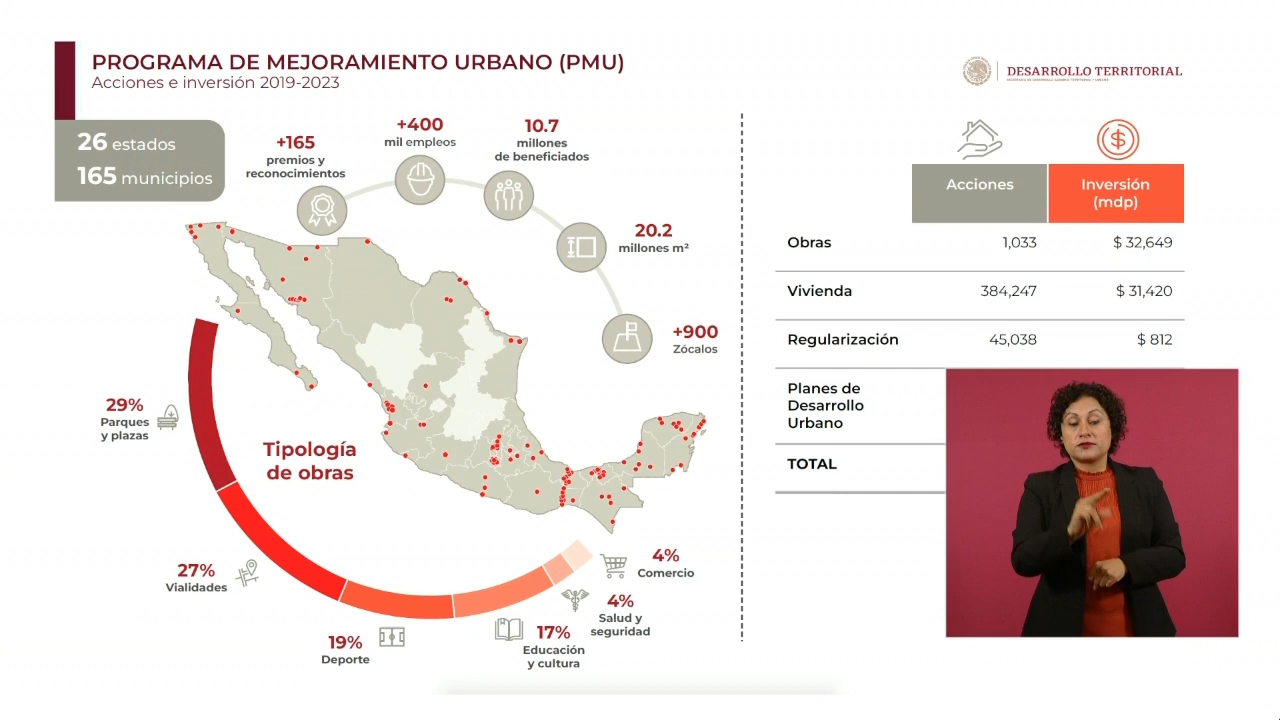 PROGRAMA DE MEJORAMIENTO URBANO (PMU)
Acciones e inversión 2019-2023
DESARROLLO TERRITORIAL
26 estados
165 municipios
+165
premios y
reconocimientos
+400
mil empleos
10.7
millones
de beneficiados
20.2
millones m²
+900
Zócalos
Tipología
de obras
29%
Parques
y plazas
27%
Vialidades
19%
Deporte
17%
Educación
y cultura
4%
Salud y
seguridad
4%
Comercio
Acciones
Inversión
(mdp)
Obras 1,033 $ 32,649
Vivienda 384,247 $ 31,420
Regularización 45,038 $ 812
Planes de
Desarrollo
Urbano
TOTAL